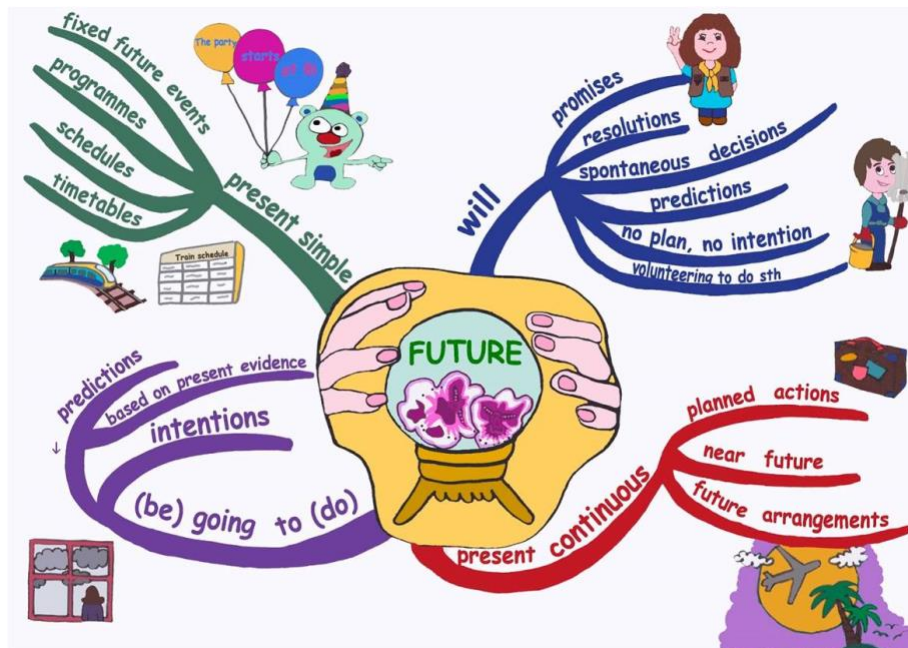 fixed future events
programmes
schedules
timetables
present simple
The party
starts
Train schedule
will
promises
resolutions
spontaneous decisions
predictions
no plan, no intention
volunteering to do sth
FUTURE
predictions
based on present evidence
intentions
(be) going to (do)
present continuous
planned actions
near future
future arrangements